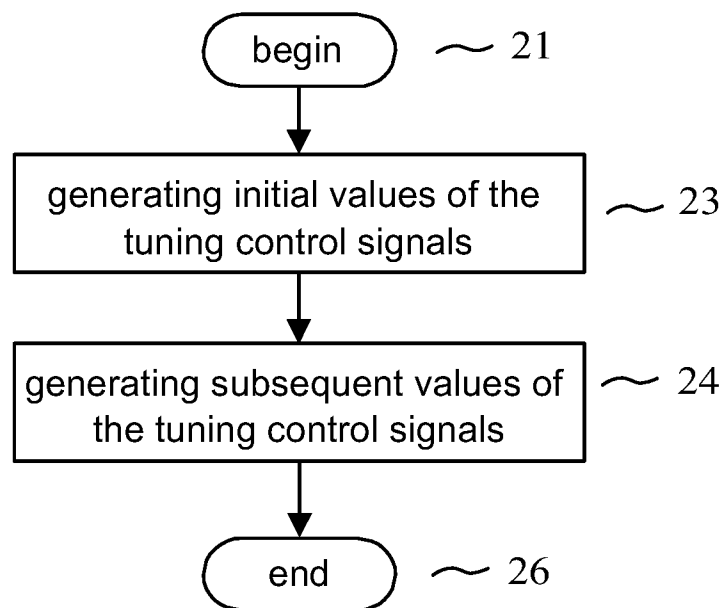 begin
21
generating initial values of the
tuning control signals
23
generating subsequent values of
the tuning control signals
24
end
26